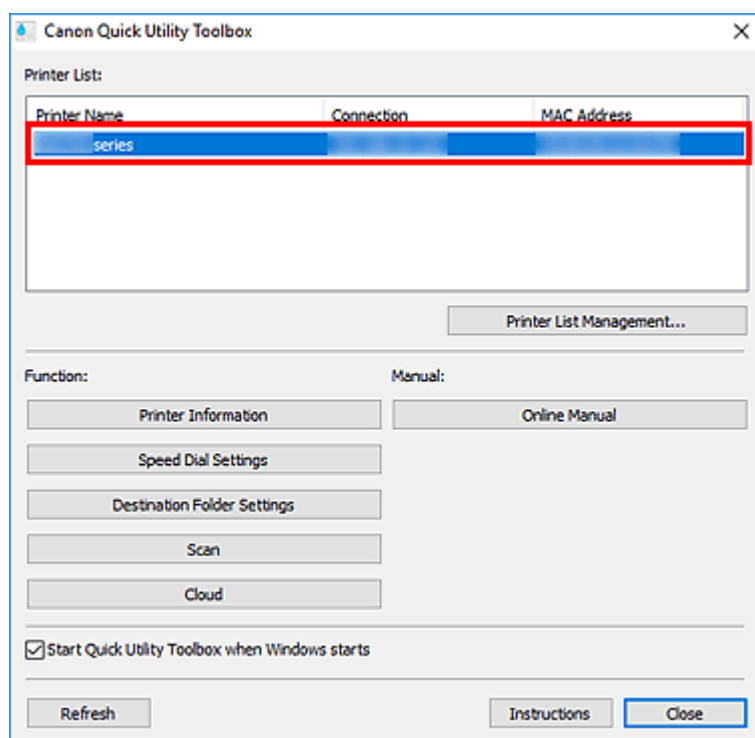 Canon Quick Utility Toolbox
Printer List:
Printer Name Connection MAC Address
series
Printer List Management...
Function: Manual:
Printer Information Online Manual
Speed Dial Settings
Destination Folder Settings
Scan
Cloud
Start Quick Utility Toolbox when Windows starts
Refresh Instructions Close